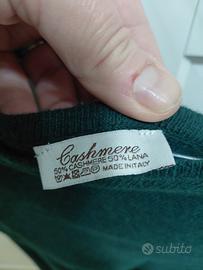 Cashmere
50% CASHMERE 50% LANA
MADE IN ITALY
subito